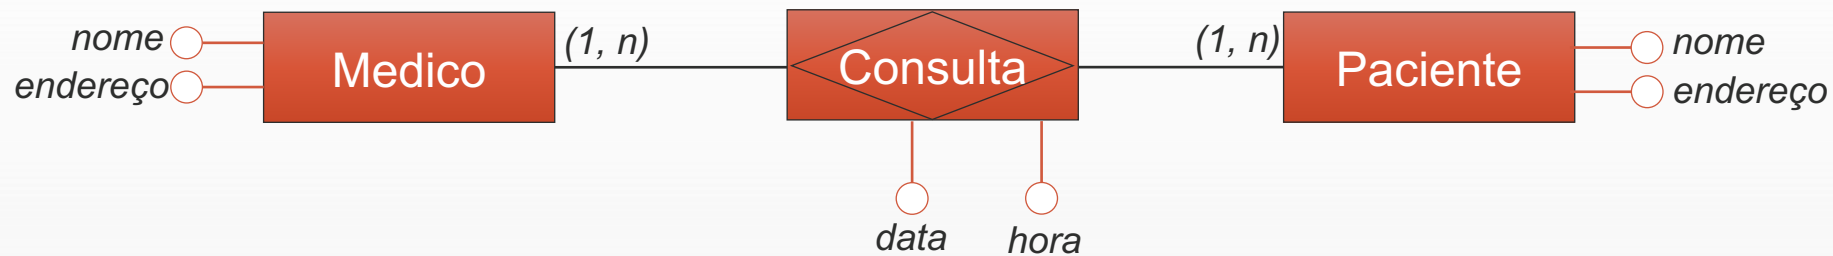 nome
endereço
Medico
(1, n)
Consulta
(1, n)
Paciente
nome
endereço
data
hora